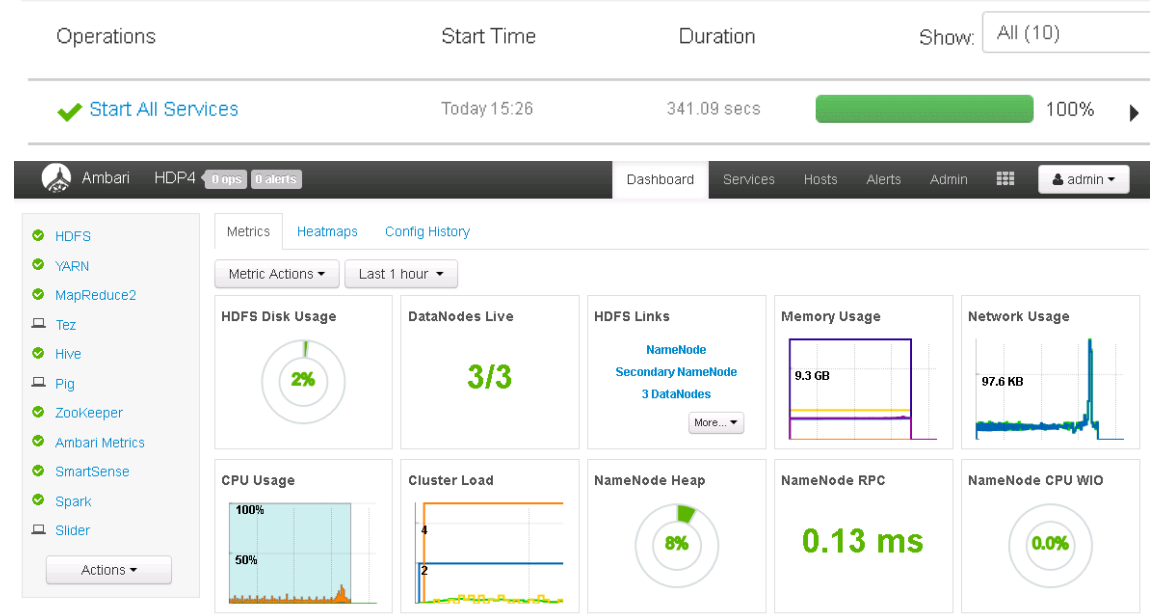 Operations Start Time Duration Show: All (10)
Start All Services Today 15:26 341.09 secs 100%
Ambari HDP4 0 ops 0 alerts Dashboard Services Hosts Alerts Admin admin
HDFS
YARN
MapReduce2
Tez
Hive
Pig
ZooKeeper
Ambari Metrics
SmartSense
Spark
Slider
Actions
Metrics Heatmaps Config History
Metric Actions Last 1 hour
HDFS Disk Usage
2%
DataNodes Live
3/3
HDFS Links
NameNode
Secondary NameNode
3 DataNodes
More...
Memory Usage
9.3 GB
Network Usage
97.6 KB
CPU Usage
100%
50%
Cluster Load
4
2
NameNode Heap
8%
NameNode RPC
0.13 ms
NameNode CPU WIO
0.0%